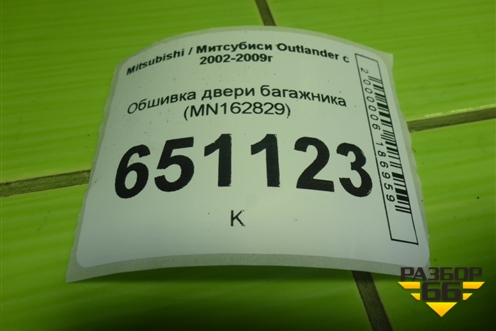 Mitsubishi / Митсубиси Outlander с
2002-2009г
Обшивка двери багажника
(MN162829)
651123
К
2000006186959
РАЗБОР
66